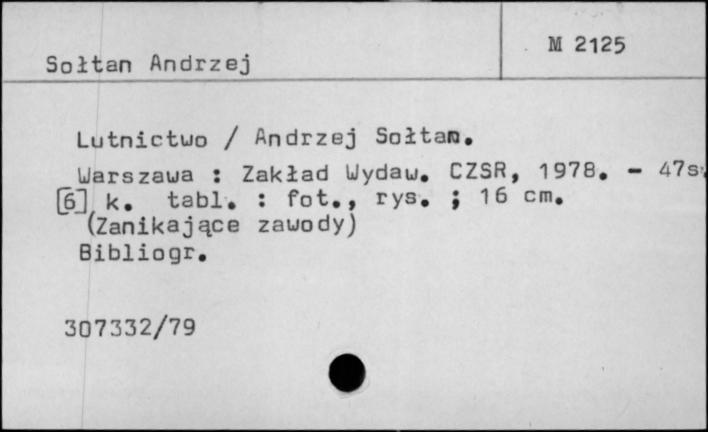 M 2125
Sołtan Andrzej
Lutnictwo / Andrzej Sołtan.
Warszawa : Zakład Wydaw. CZSR, 1978. - 47s.
[6] k. tabl. : fot., rys. ; 16 cm.
(Zanikające zawody)
Bibliogr.
307332/79